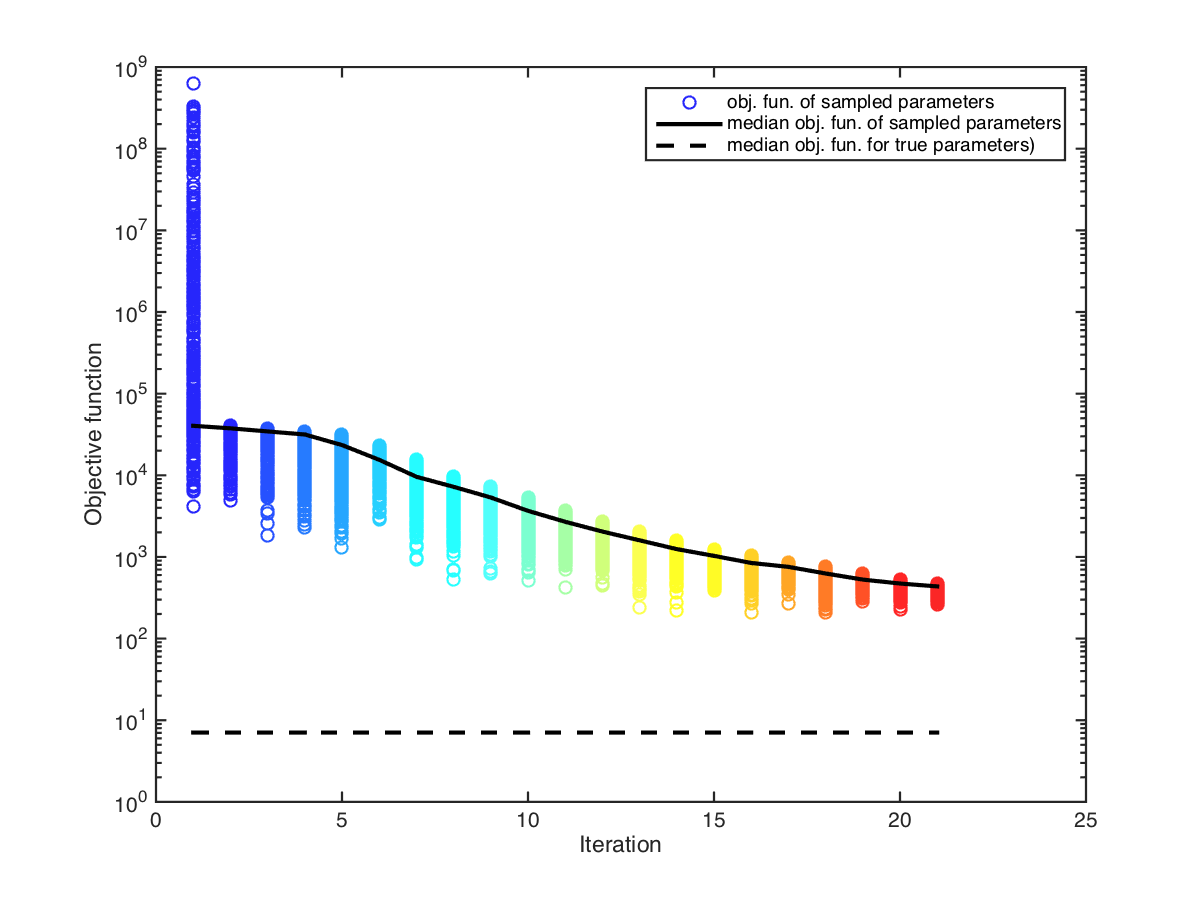 10^9
10^8
10^7
10^6
10^5
10^4
10^3
10^2
10^1
10^0
Objective function
obj. fun. of sampled parameters
median obj. fun. of sampled parameters
median obj. fun. for true parameters)
0 5 10 15 20 25
Iteration